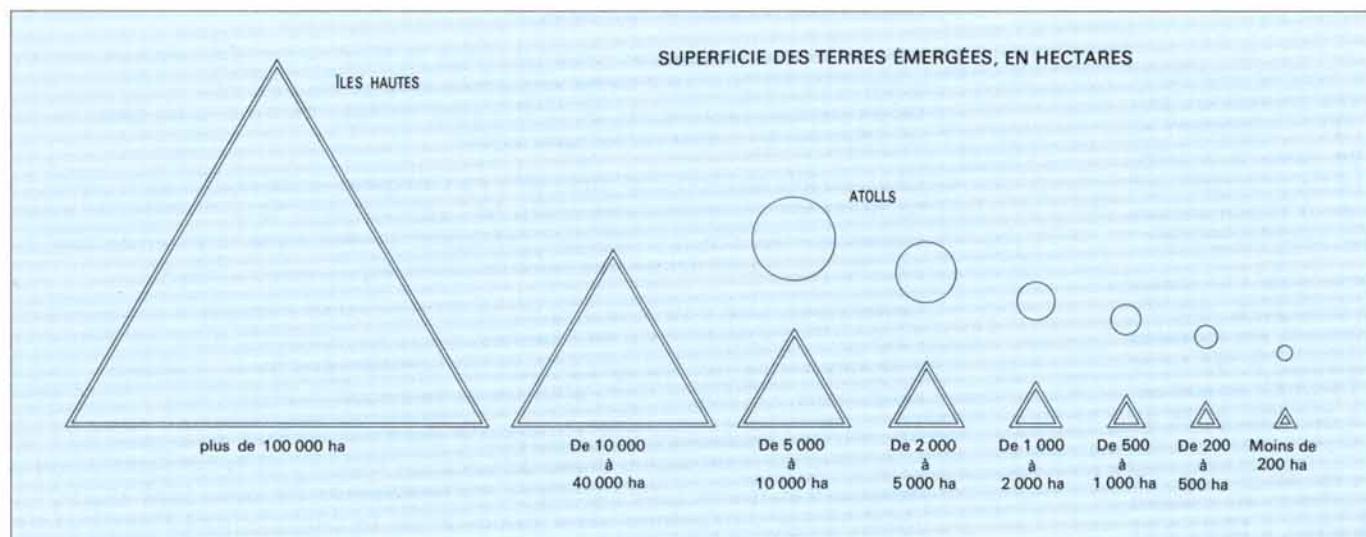 SUPERFICIE DES TERRES ÉMERGÉES, EN HECTARES
ÎLES HAUTES
ATOLLS
plus de 100 000 ha
De 10 000
à
40 000 ha
De 5 000
à
10 000 ha
De 2 000
à
5 000 ha
De 1 000
à
2 000 ha
De 500
à
1 000 ha
De 200
à
500 ha
Moins de
200 ha